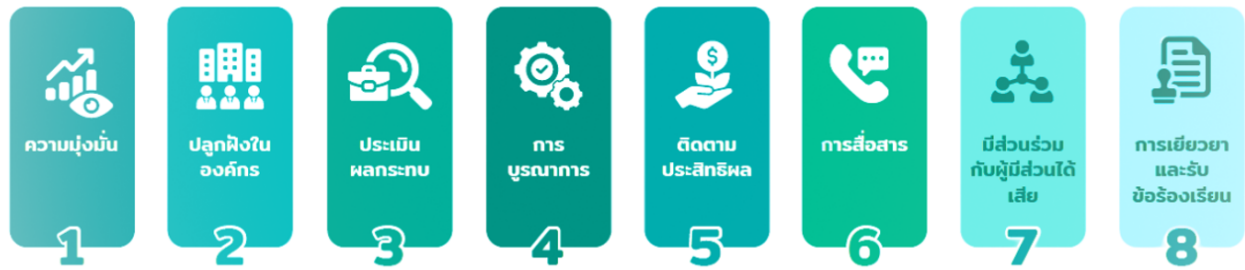 ความมุ่งมั่น
1
ปลูกฝังใน
องค์กร
2
ประเมิน
ผลกระทบ
3
การ
บูรณาการ
4
$
ติดตาม
ประสิทธิผล
5
การสื่อสาร
6
มีส่วนร่วม
กับผู้มีส่วนได้
เสีย
7
การเยียวยา
และรับ
ข้อร้องเรียน
8